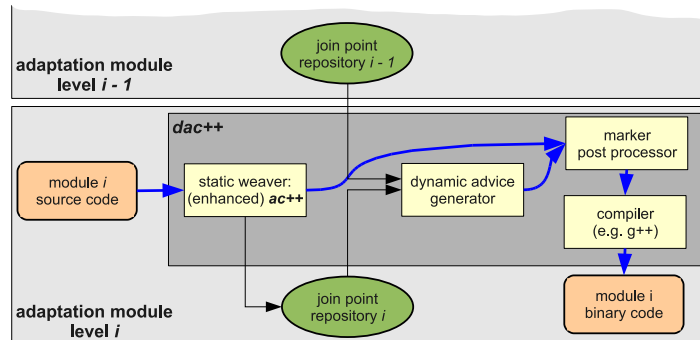 join point
repository i - 1
adaptation module
level i - 1
dac++
marker
post processor
module i
source code
static weaver:
(enhanced) ac++
dynamic advice
generator
compiler
(e.g. g++)
join point
repository i
module i
binary code
adaptation module
level i